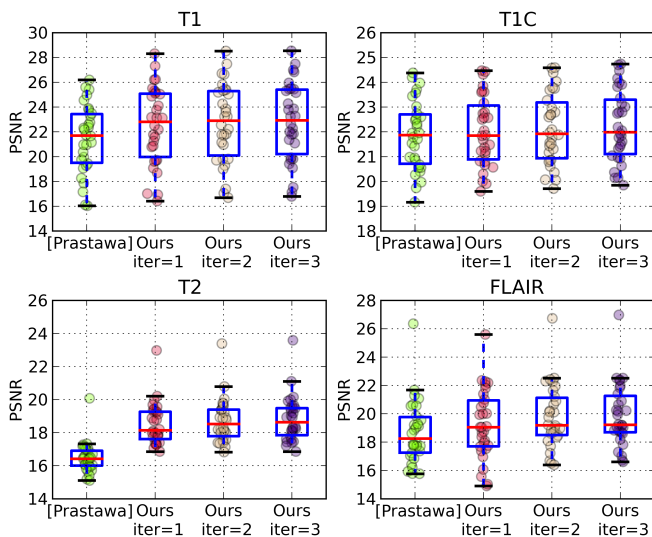 T1
PSNR
30
28
26
24
22
20
18
16
14
[Prastawa] Ours Ours Ours
iter=1 iter=2 iter=3
T1C
PSNR
26
25
24
23
22
21
20
19
18
[Prastawa] Ours Ours Ours
iter=1 iter=2 iter=3
T2
PSNR
26
24
22
20
18
16
14
[Prastawa] Ours Ours Ours
iter=1 iter=2 iter=3
FLAIR
PSNR
28
26
24
22
20
18
16
14
[Prastawa] Ours Ours Ours
iter=1 iter=2 iter=3